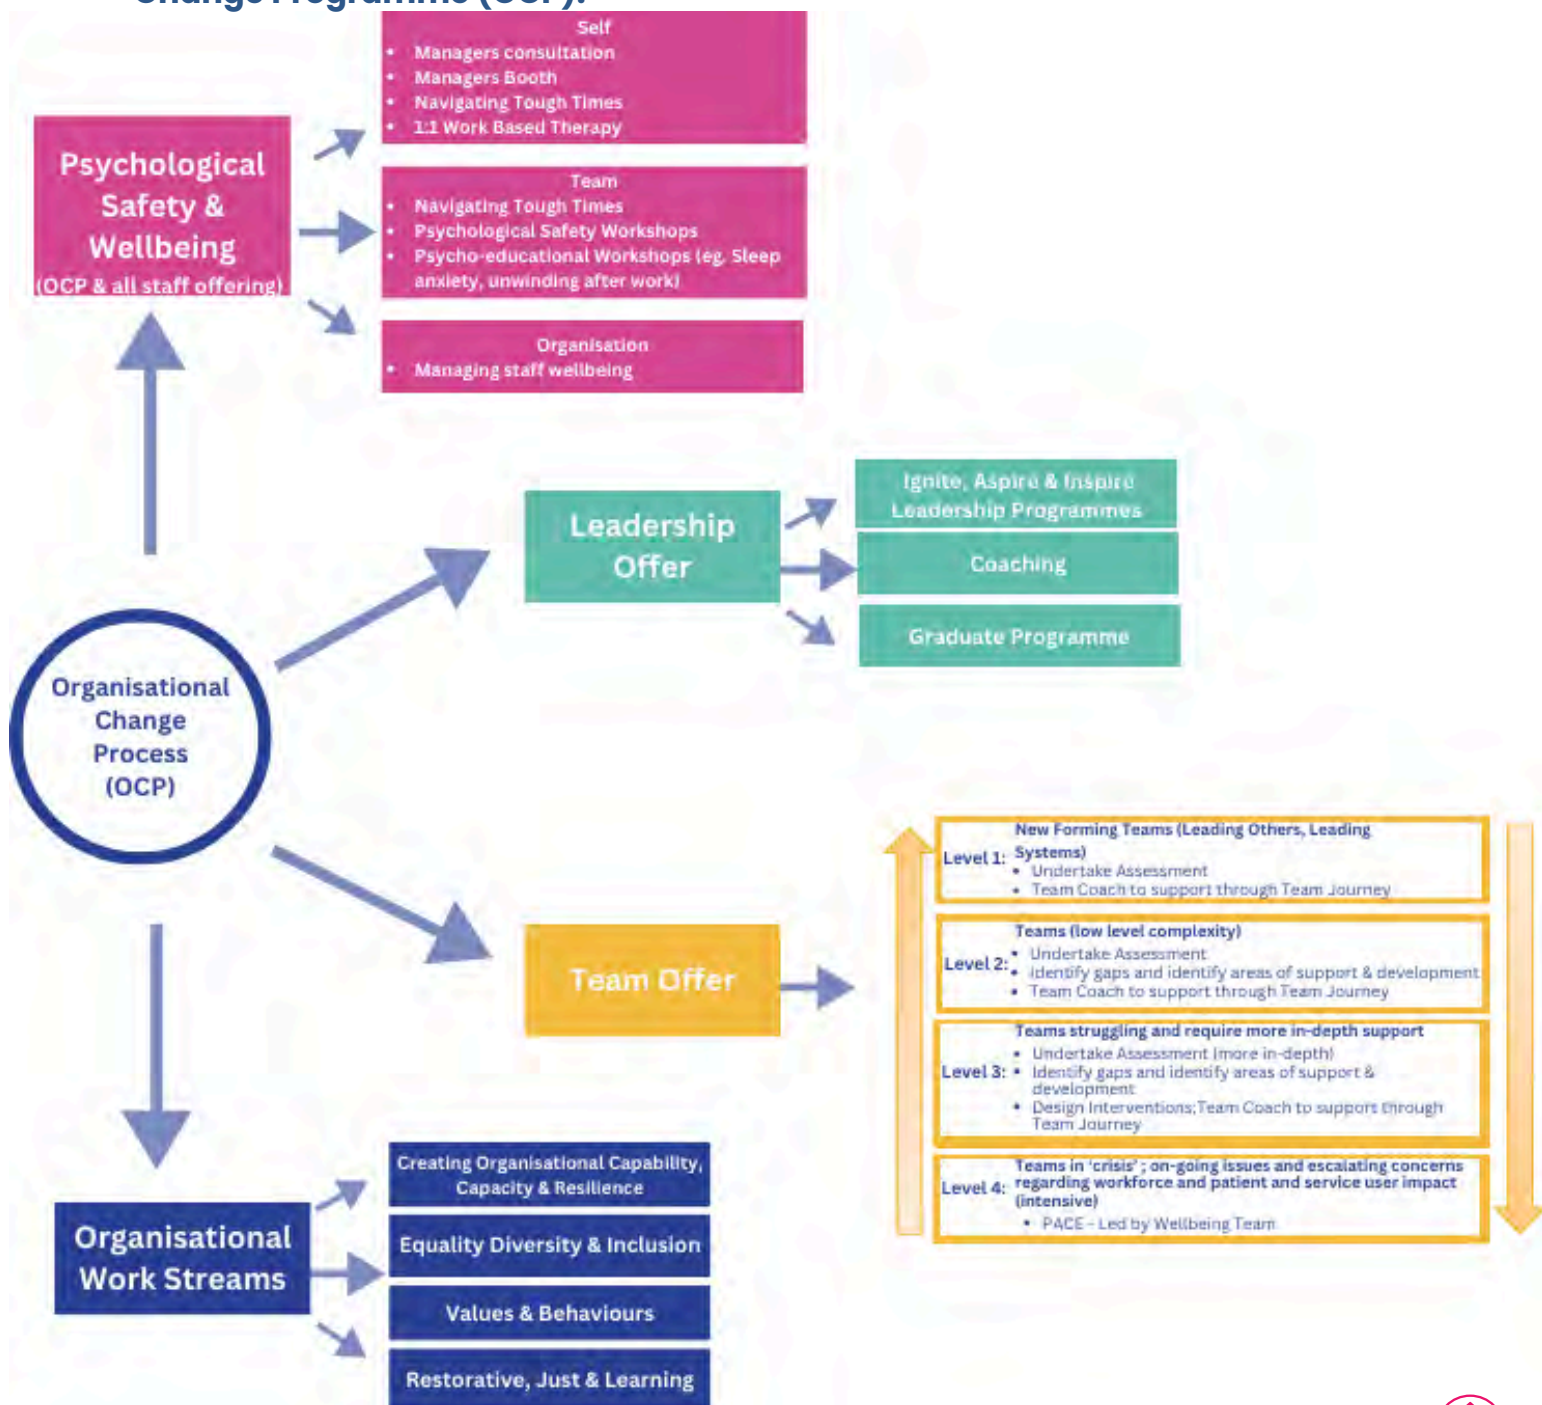 Change Programme (OCP):
Self
• Managers consultation
• Managers Booth
• Navigating Tough Times
• 1:1 Work Based Therapy
Psychological
Safety &
Wellbeing
(OCP & all staff offering)
Team
• Navigating Tough Times
• Psychological Safety Workshops
• Psycho-educational Workshops (eg. Sleep
anxiety, unwinding after work)
Organisation
• Managing staff wellbeing
Leadership
Offer
Ignite, Aspire & Inspire
Leadership Programmes
Coaching
Graduate Programme
Organisational
Change
Process
(OCP)
Team Offer
Level 1:
New Forming Teams (Leading Others, Leading
Systems)
• Undertake Assessment
• Team Coach to support through Team Journey
Level 2:
Teams (low level complexity)
• Undertake Assessment
• Identify gaps and identify areas of support & development
• Team Coach to support through Team Journey
Level 3:
Teams struggling and require more in-depth support
• Undertake Assessment (more in-depth)
• Identify gaps and identify areas of support &
development
• Design Interventions;Team Coach to support through
Team Journey
Level 4:
Teams in 'crisis' ; on-going issues and escalating concerns
regarding workforce and patient and service user impact
(intensive)
• PACE - Led by Wellbeing Team
Organisational
Work Streams
Creating Organisational Capability,
Capacity & Resilience
Equality Diversity & Inclusion
Values & Behaviours
Restorative, Just & Learning